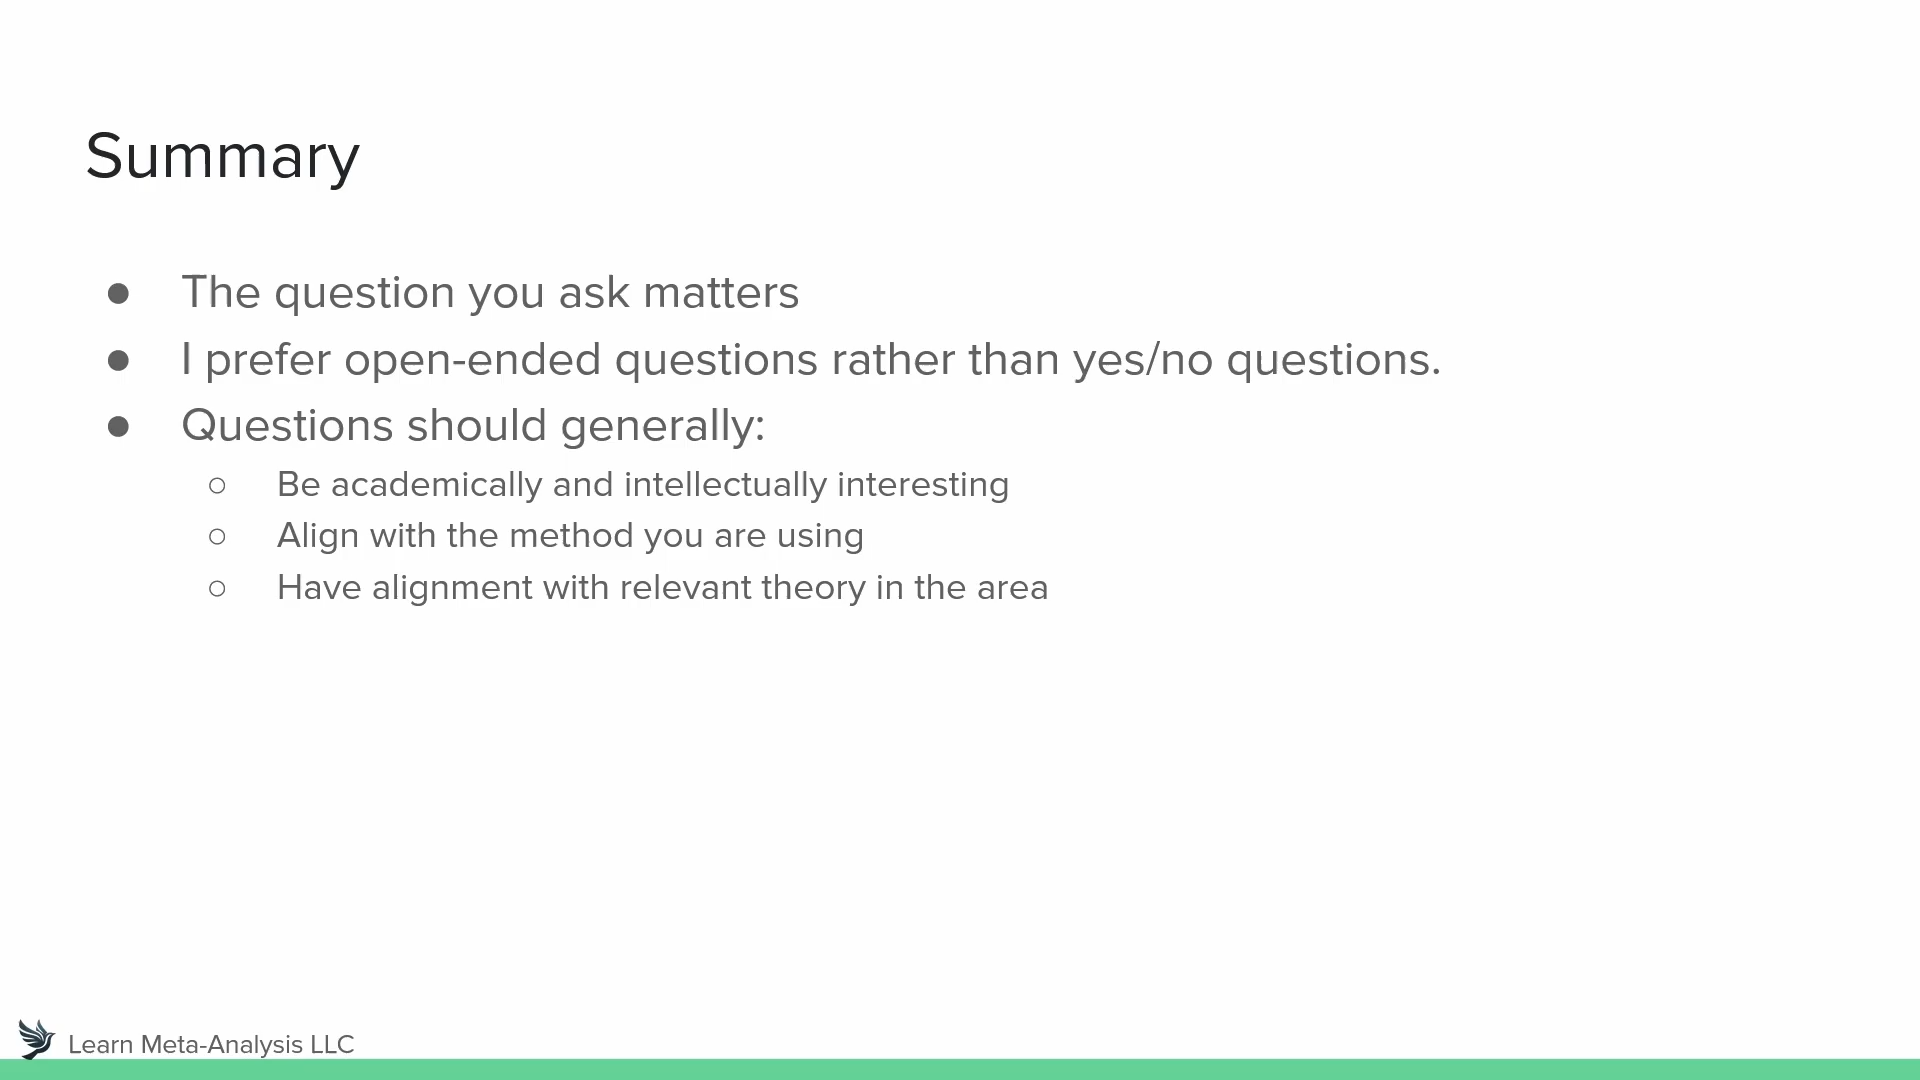 Summary
● The question you ask matters
● I prefer open-ended questions rather than yes/no questions.
● Questions should generally:
○ Be academically and intellectually interesting
○ Align with the method you are using
○ Have alignment with relevant theory in the area
Learn Meta-Analysis LLC